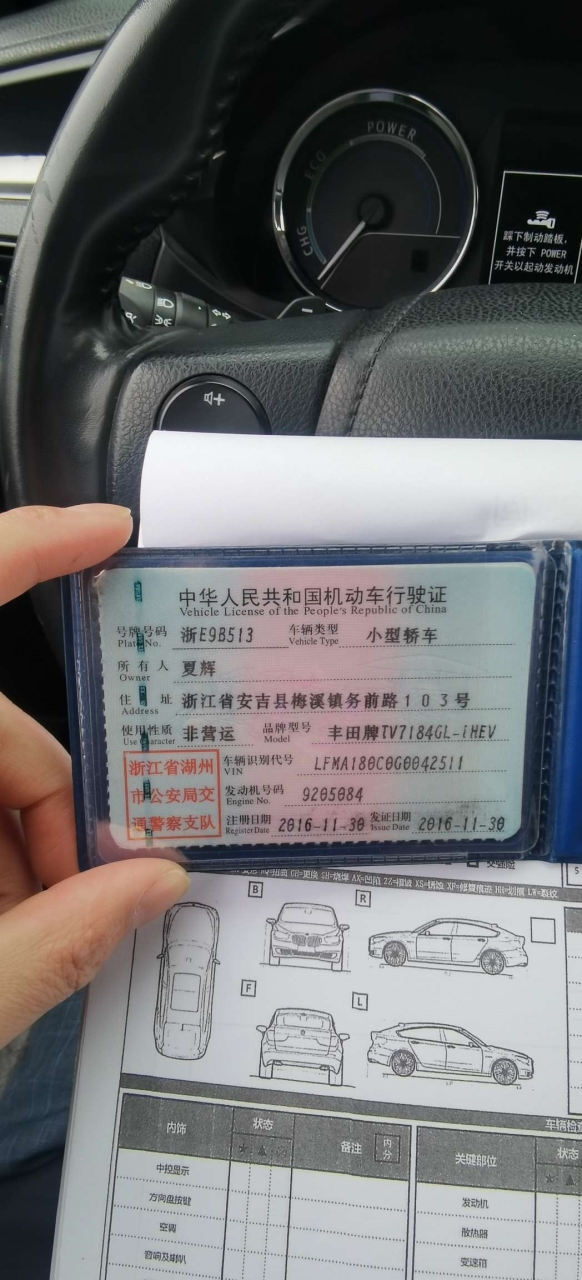 POWER
ECO
CHG
踩下制动踏板,
并按下 POWER
开关以起动发动机
中华人民共和国机动车行驶证
Vehicle License of the People's Republic of China
号牌号码 浙E9B513 车辆类型 小型轿车
Plate No. Vehicle Type
所有人 夏辉
Owner
住址 浙江省安吉县梅溪镇务前路103号
Address
使用性质 非营运 品牌型号 丰田牌TV7184GL-iHEV
Use Character Model
浙江省湖州
市公安局交
通警察支队
车辆识别代号 LFMA180C0G0042511
VIN
发动机号码 9205084
Engine No.
注册日期 2016-11-30 发证日期 2016-11-30
Register Date Issue Date
B
R
F
L
车辆检查
内饰 状态 备注 内分
关键部位 状态
中控显示
方向盘按键
空调
音响及喇叭
发动机
散热器
变速箱